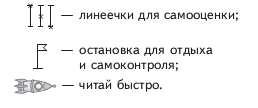 — линеечки для самооценки;
— остановка для отдыха
и самоконтроля;
— читай быстро.